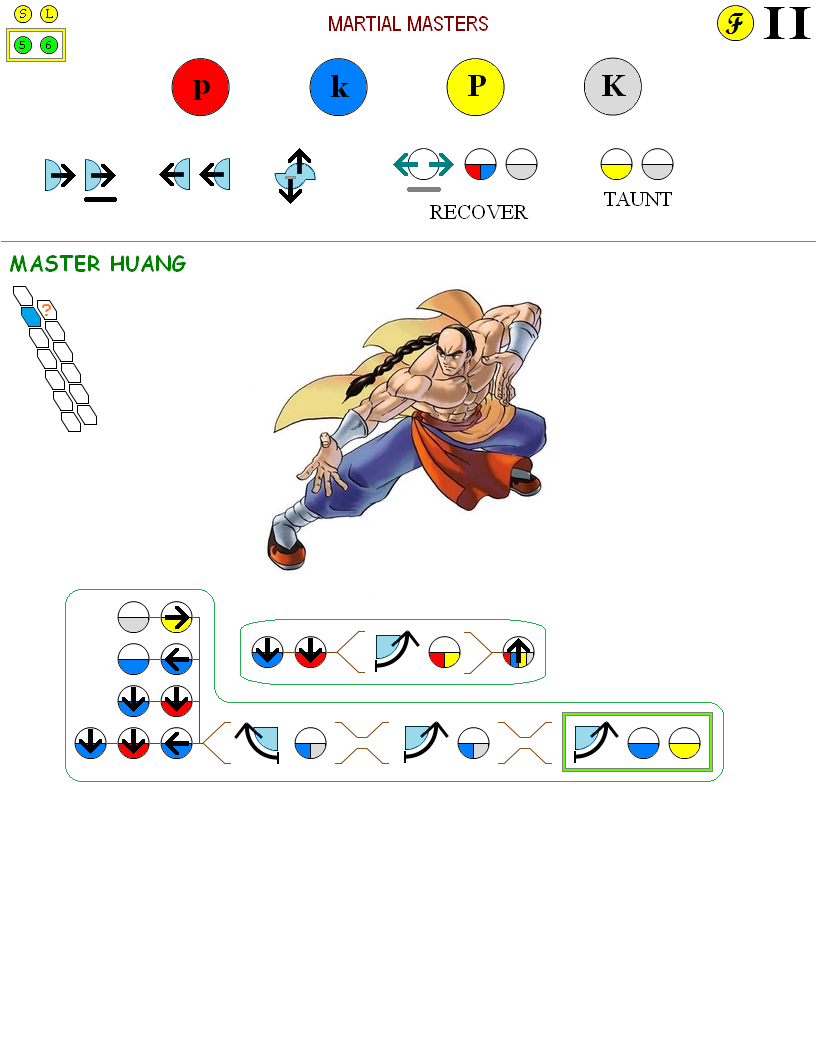 S L
MARTIAL MASTERS
F II
5 6
p k P K
RECOVER
TAUNT
MASTER HUANG
?